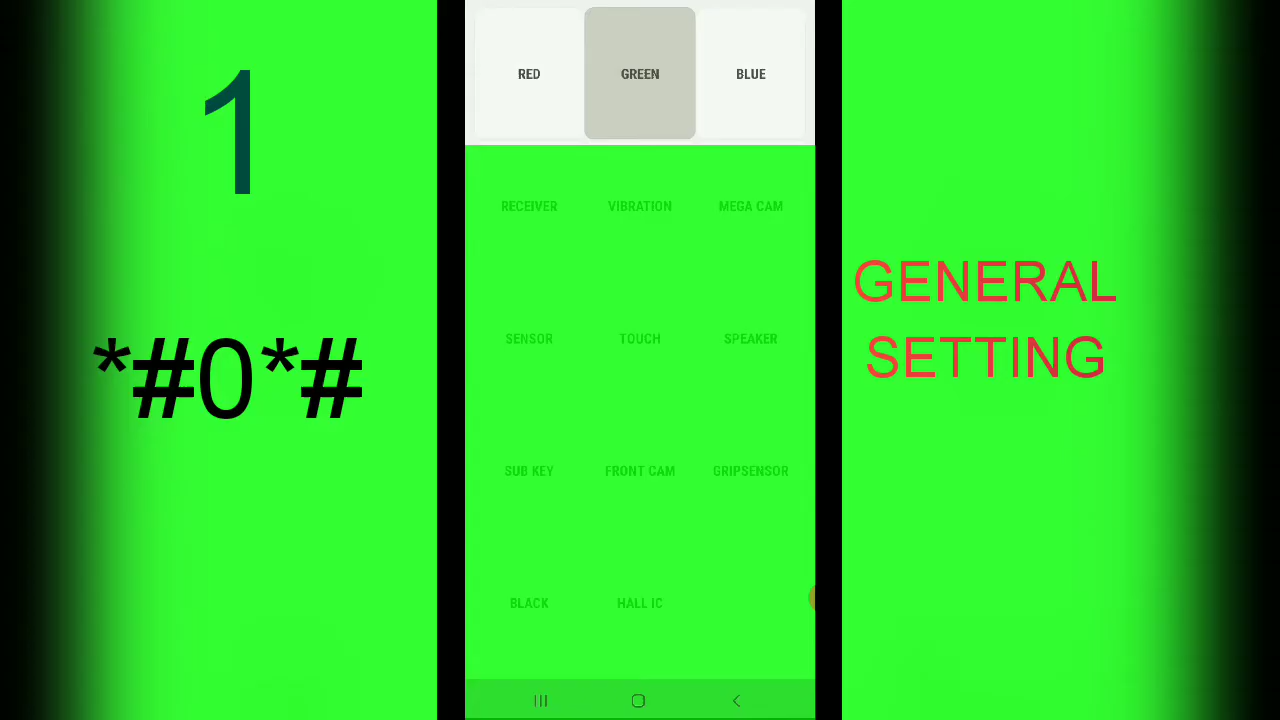 1
*#0*#
RED GREEN BLUE
RECEIVER VIBRATION MEGA CAM
SENSOR TOUCH SPEAKER
SUB KEY FRONT CAM GRIPSENSOR
BLACK HALL IC
GENERAL
SETTING